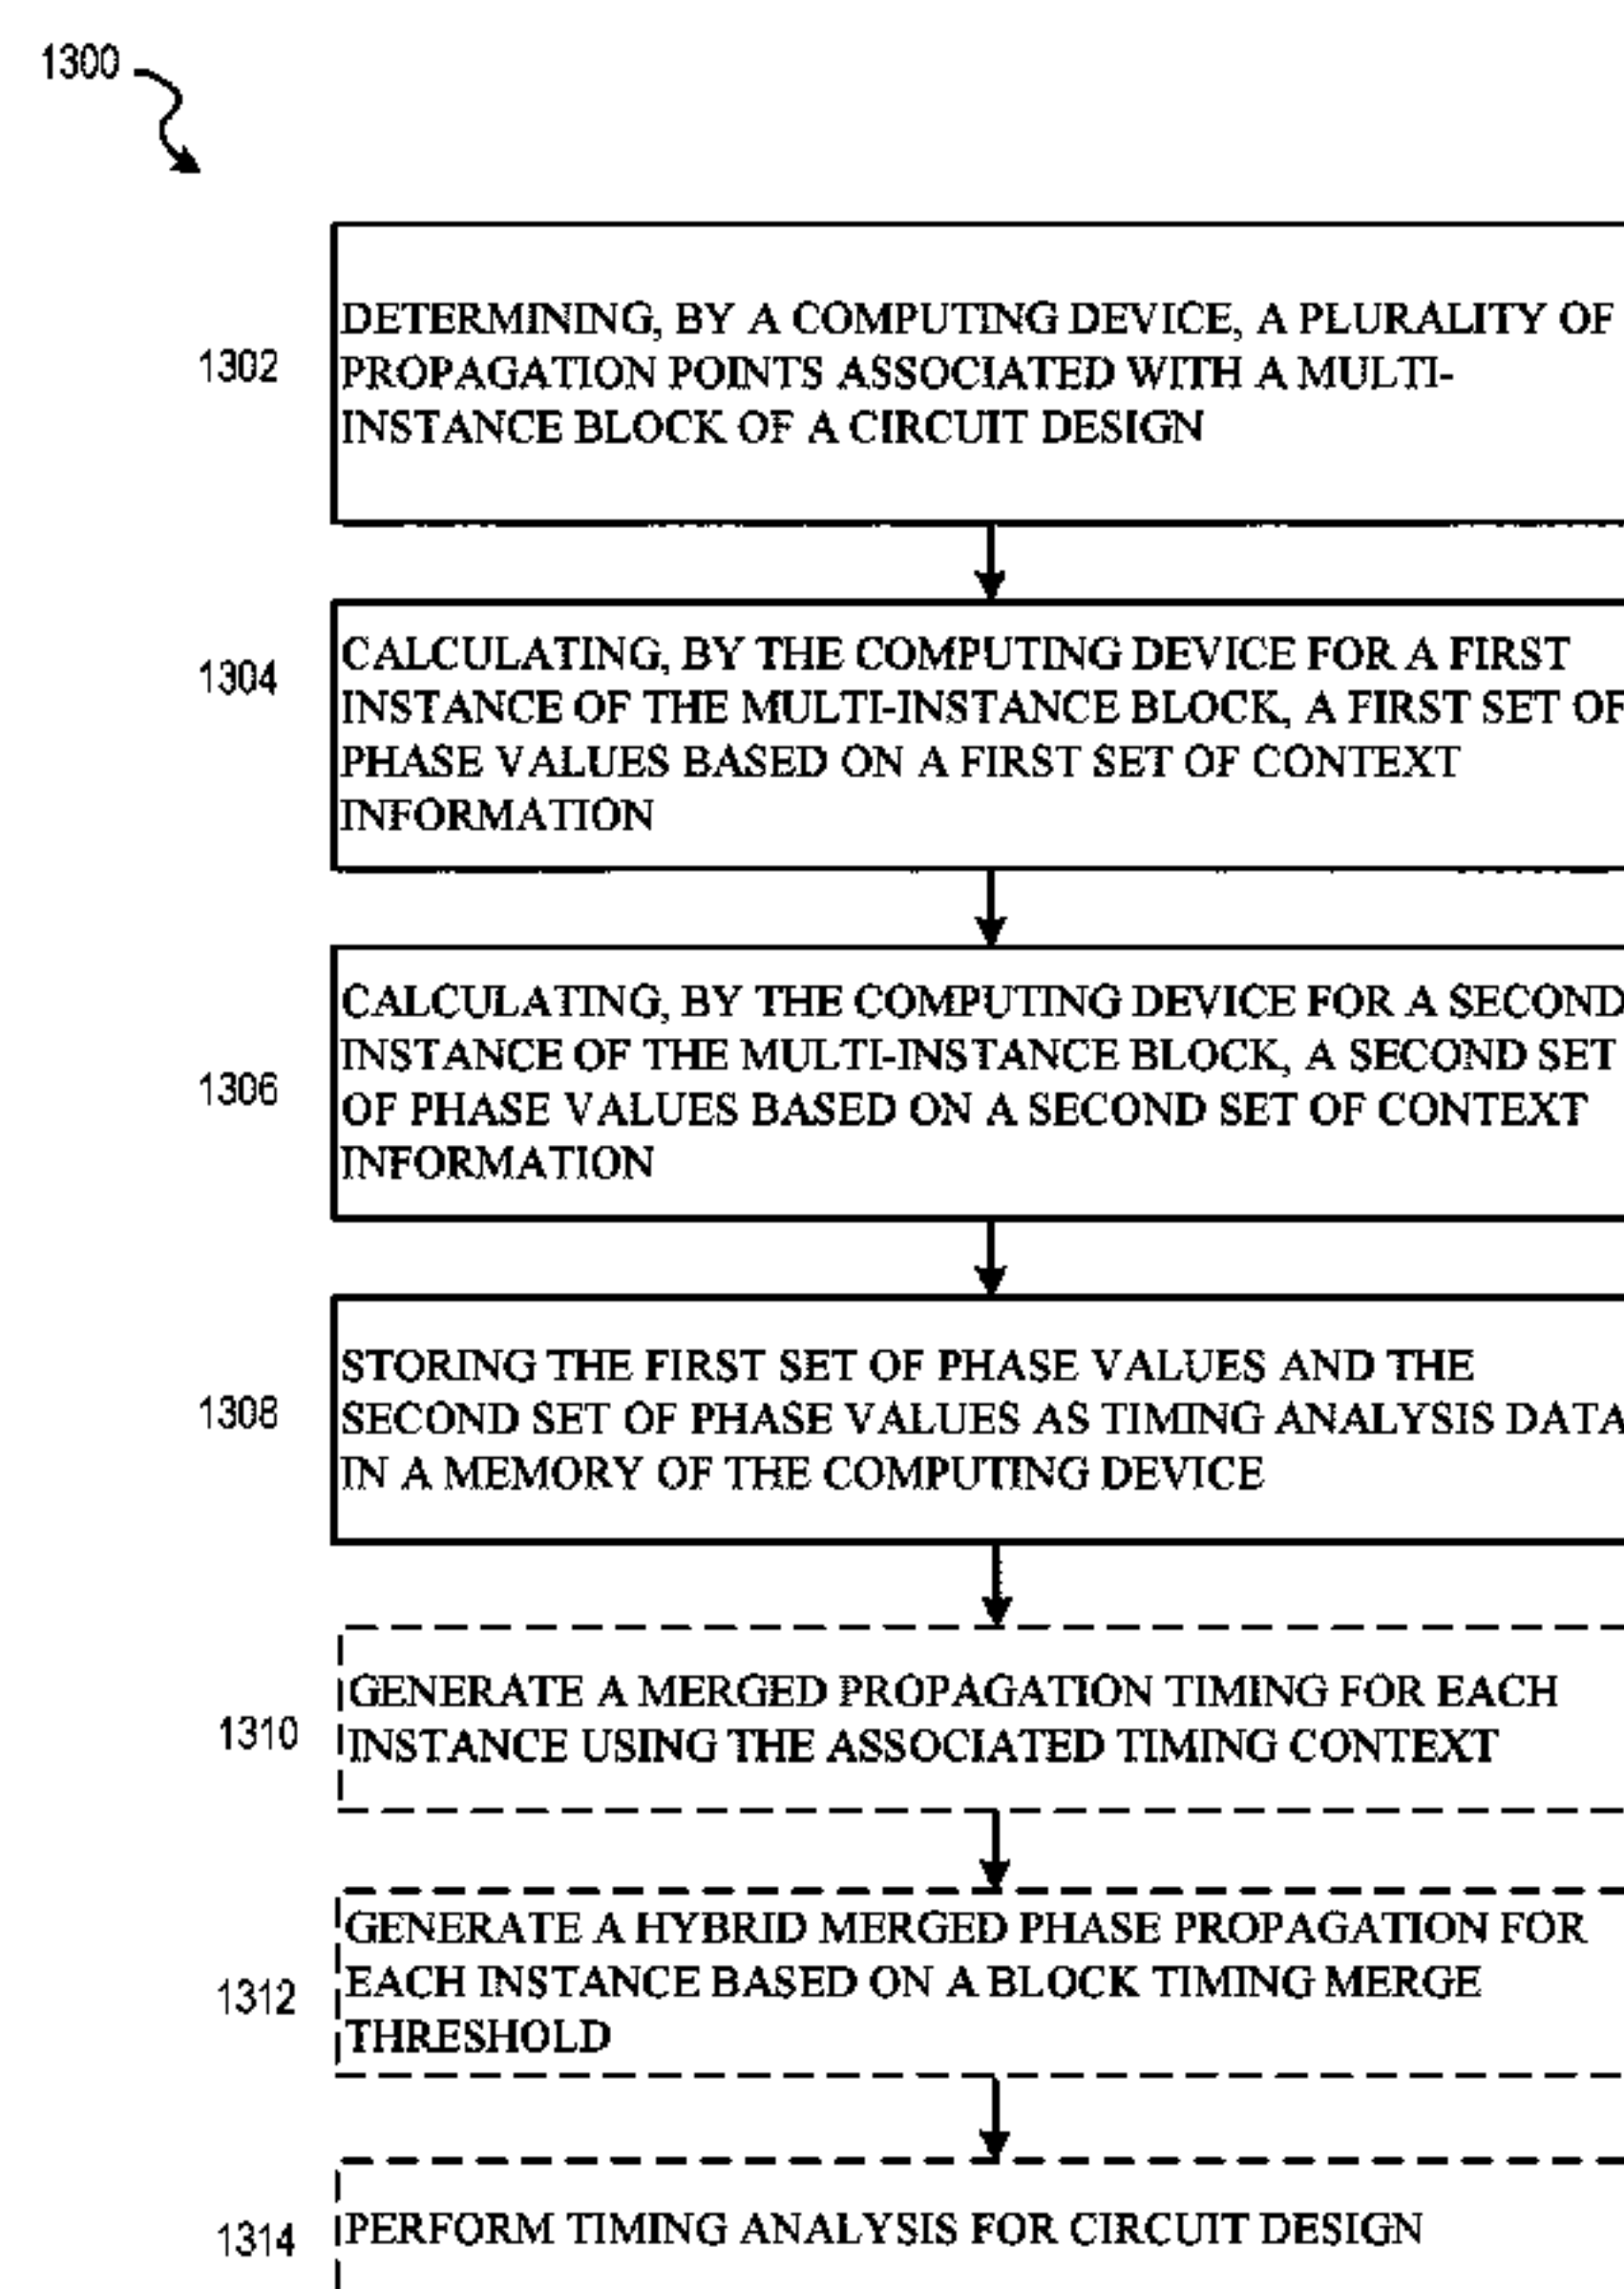 1300
1302
DETERMINING, BY A COMPUTING DEVICE, A PLURALITY OF
PROPAGATION POINTS ASSOCIATED WITH A MULTI-
INSTANCE BLOCK OF A CIRCUIT DESIGN
1304
CALCULATING, BY THE COMPUTING DEVICE FOR A FIRST
INSTANCE OF THE MULTI-INSTANCE BLOCK, A FIRST SET OF
PHASE VALUES BASED ON A FIRST SET OF CONTEXT
INFORMATION
1306
CALCULATING, BY THE COMPUTING DEVICE FOR A SECOND
INSTANCE OF THE MULTI-INSTANCE BLOCK, A SECOND SET
OF PHASE VALUES BASED ON A SECOND SET OF CONTEXT
INFORMATION
1308
STORING THE FIRST SET OF PHASE VALUES AND THE
SECOND SET OF PHASE VALUES AS TIMING ANALYSIS DATA
IN A MEMORY OF THE COMPUTING DEVICE
1310
GENERATE A MERGED PROPAGATION TIMING FOR EACH
INSTANCE USING THE ASSOCIATED TIMING CONTEXT
1312
GENERATE A HYBRID MERGED PHASE PROPAGATION FOR
EACH INSTANCE BASED ON A BLOCK TIMING MERGE
THRESHOLD
1314
PERFORM TIMING ANALYSIS FOR CIRCUIT DESIGN